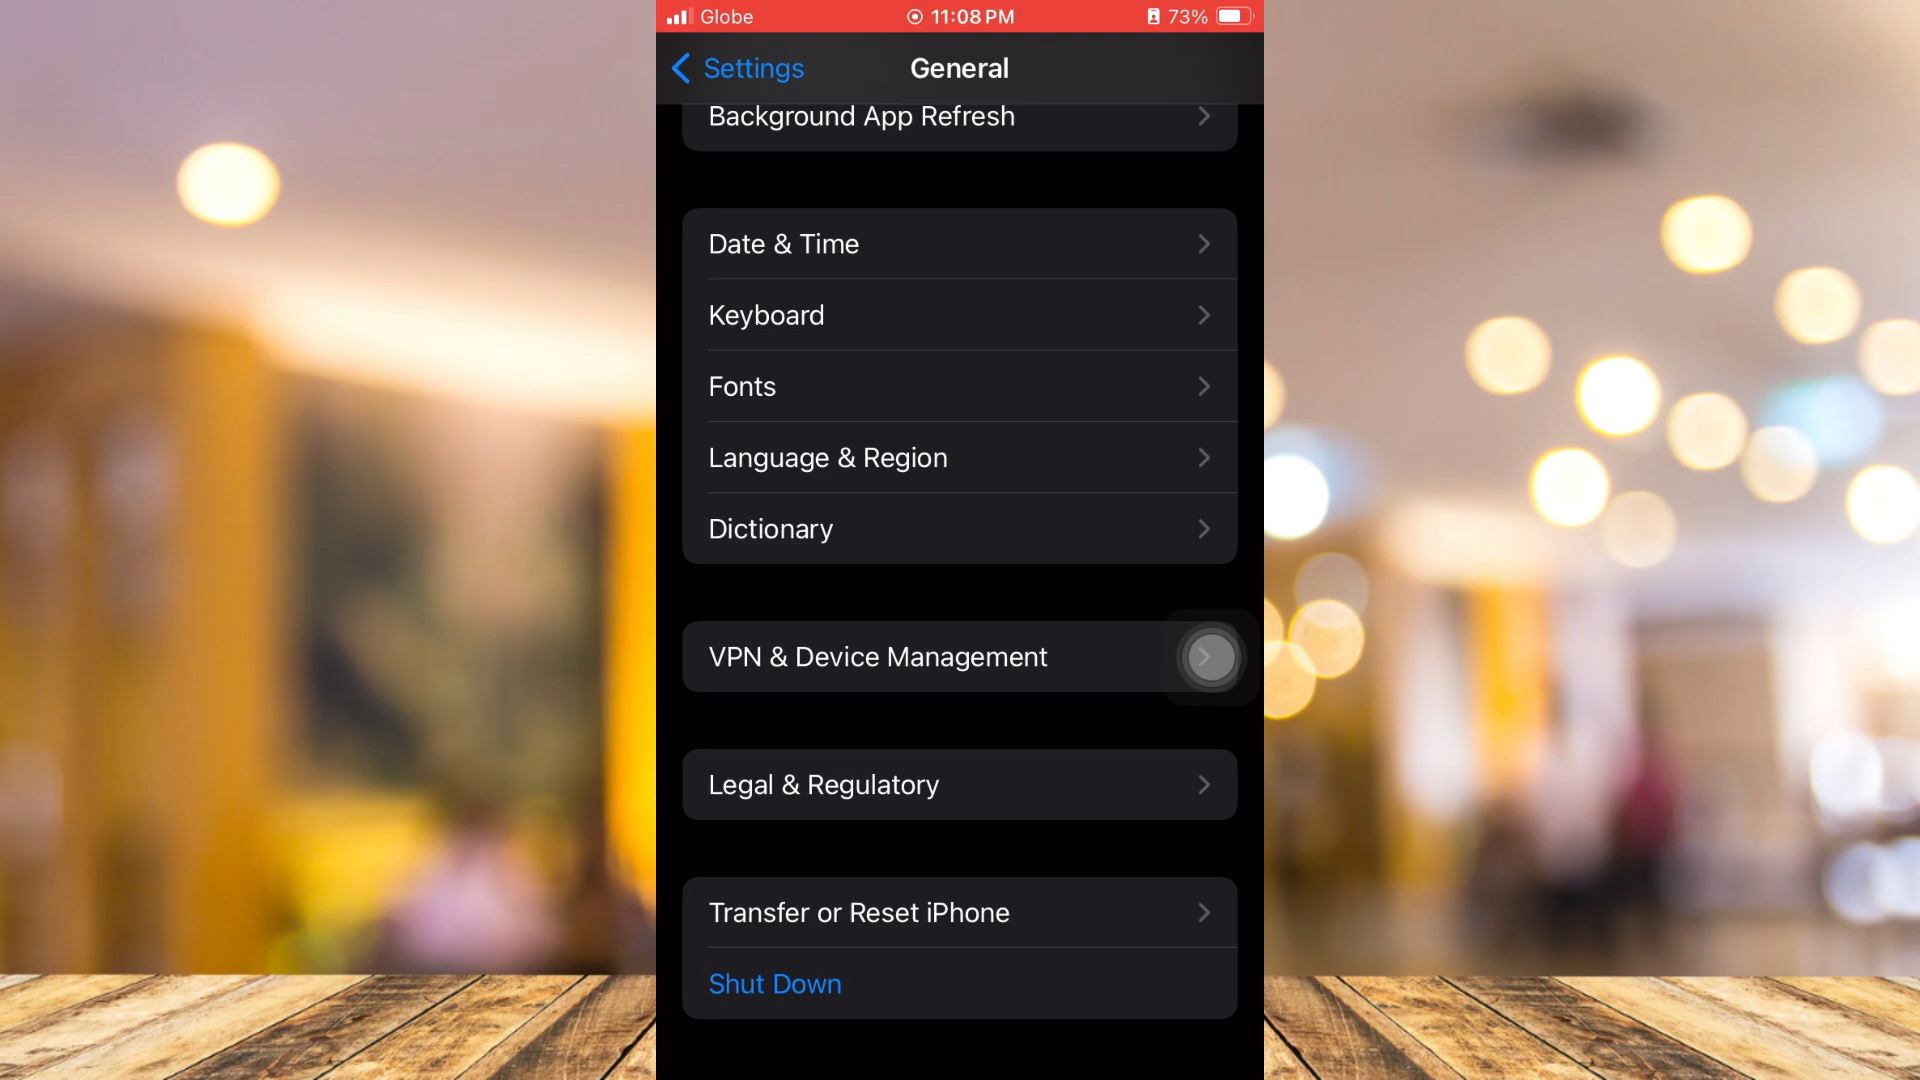 Globe 11:08 PM 73%
Settings General
Background App Refresh
Date & Time
Keyboard
Fonts
Language & Region
Dictionary
VPN & Device Management
Legal & Regulatory
Transfer or Reset iPhone
Shut Down